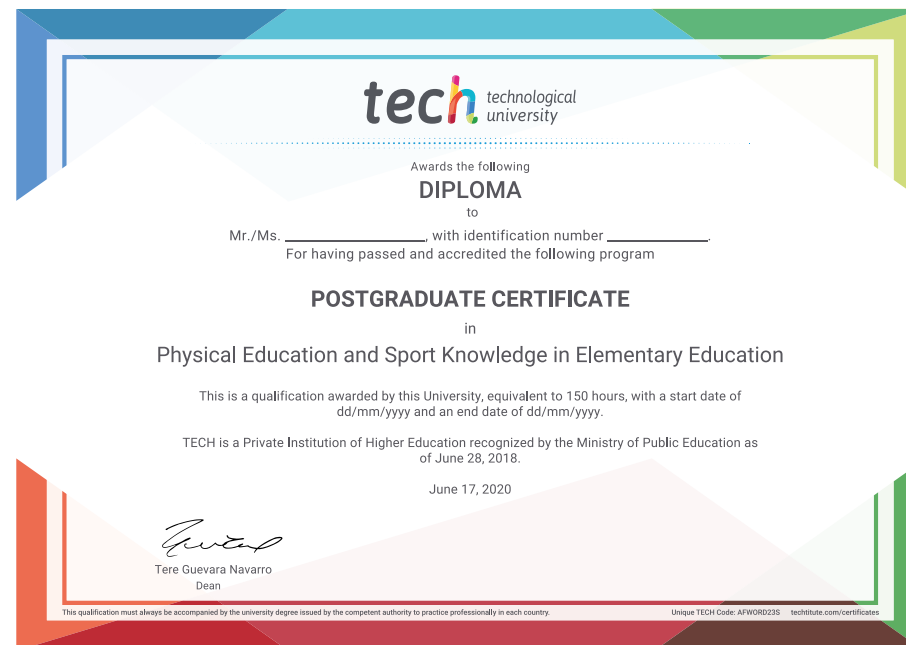 tech technological
university
Awards the following
DIPLOMA
to
Mr./Ms. ____________________, with identification number ______________.
For having passed and accredited the following program
POSTGRADUATE CERTIFICATE
in
Physical Education and Sport Knowledge in Elementary Education
This is a qualification awarded by this University, equivalent to 150 hours, with a start date of
dd/mm/yyyy and an end date of dd/mm/yyyy.
TECH is a Private Institution of Higher Education recognized by the Ministry of Public Education as
of June 28, 2018.
June 17, 2020
Tere Guevara Navarro
Dean
This qualification must always be accompanied by the university degree issued by the competent authority to practice professionally in each country.
Unique TECH Code: AFWORD23S techtitute.com/certificates